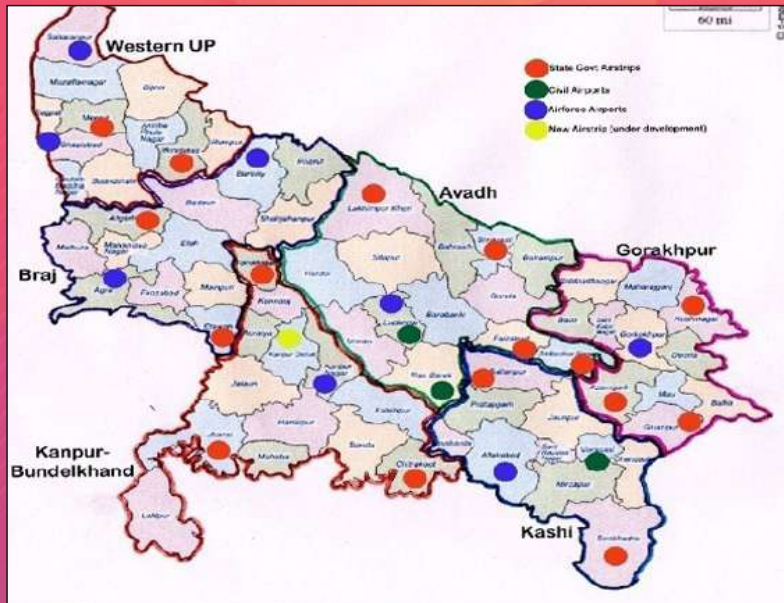 60 mi
Western UP
State Govt Airstrips
Civil Airports
Airforce Airports
New Airstrip (under development)
Saharanpur
Muzaffarnagar
Bijnor
Meerut
Ghaziabad
Moradabad
Rampur
Bareilly
Badaun
Shahjahanpur
Avadh
Lakhimpur Kheri
Sitapur
Hardoi
Bahraich
Shravasti
Balrampur
Gonda
Barabanki
Lucknow
Unnao
Rae Bareli
Faizabad
Gorakhpur
Siddharthnagar
Maharajganj
Kushinagar
Basti
Gorkakhpur
Deoria
Azamgarh
Mau
Ballia
Ghazipur
Braj
Aligarh
Mathura
Etah
Agra
Firozabad
Mainpuri
Etawah
Kannauj
Auraiya
Kanpur Dehat
Kanpur Nagar
Jalaun
Hamirpur
Fatehpur
Jhansi
Mahoba
Banda
Chitrakoot
Lalitpur
Kanpur-
Bundelkhand
Sultanpur
Pratapgarh
Jaunpur
Allahabad
Varanasi
Mirzapur
Sonbhadra
Kashi